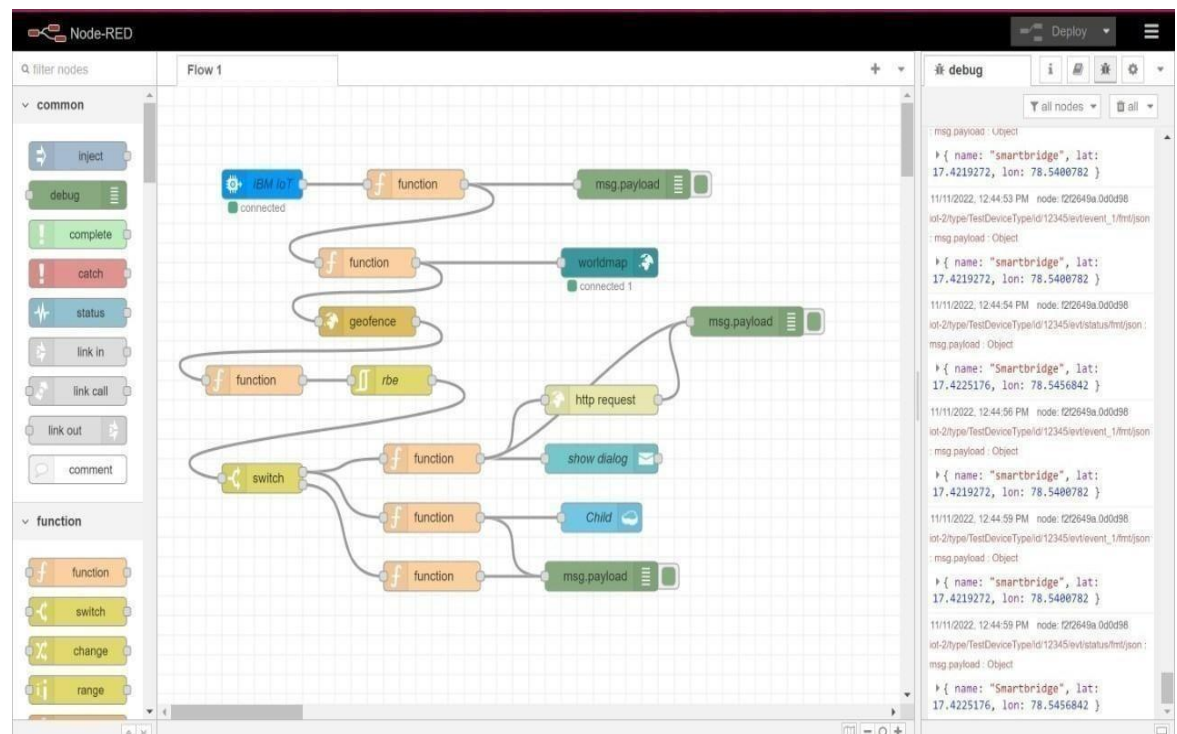 Node-RED
Deploy
filter nodes
Flow 1
debug
i
common
all nodes
all
inject
debug
complete
catch
status
link in
link call
link out
comment
function
function
switch
change
range
IBM IoT
function
msg.payload
connected
function
worldmap
connected 1
geofence
msg.payload
function
rbe
http request
function
show dialog
switch
function
Child
function
msg.payload
: msg.payload : Object
{ name: "smartbridge", lat:
17.4219272, lon: 78.5400782 }
11/11/2022, 12:44:53 PM node: f2f2649a.0d0d98
iot-2/type/TestDeviceType/id/12345/evt/event_1/fmt/json
: msg.payload : Object
{ name: "smartbridge", lat:
17.4219272, lon: 78.5400782 }
11/11/2022, 12:44:54 PM node: f2f2649a.0d0d98
iot-2/type/TestDeviceType/id/12345/evt/status/fmt/json :
msg.payload : Object
{ name: "Smartbridge", lat:
17.4225176, lon: 78.5456842 }
11/11/2022, 12:44:56 PM node: f2f2649a.0d0d98
iot-2/type/TestDeviceType/id/12345/evt/event_1/fmt/json
: msg.payload : Object
{ name: "smartbridge", lat:
17.4219272, lon: 78.5400782 }
11/11/2022, 12:44:59 PM node: f2f2649a.0d0d98
iot-2/type/TestDeviceType/id/12345/evt/event_1/fmt/json
: msg.payload : Object
{ name: "smartbridge", lat:
17.4219272, lon: 78.5400782 }
11/11/2022, 12:44:59 PM node: f2f2649a.0d0d98
iot-2/type/TestDeviceType/id/12345/evt/status/fmt/json :
msg.payload : Object
{ name: "Smartbridge", lat:
17.4225176, lon: 78.5456842 }